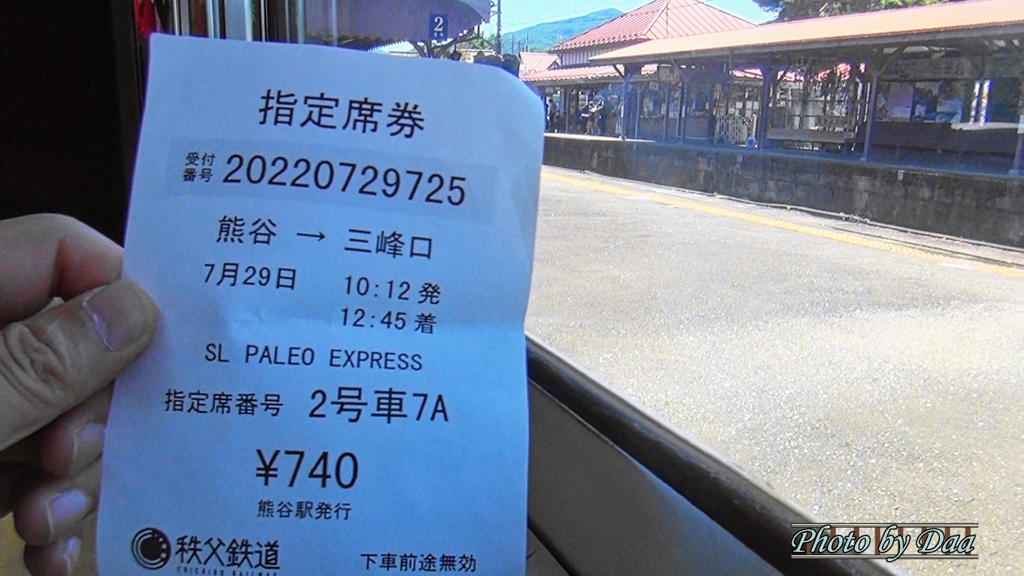 2
指定席券
受付番号 20220729725
熊谷 → 三峰口
7月29日 10:12 発
12:45 着
SL PALEO EXPRESS
指定席番号 2号車7A
¥740
熊谷駅発行
秩父鉄道
CHICHIBU RAILWAY
下車前途無効
Photo by Daa